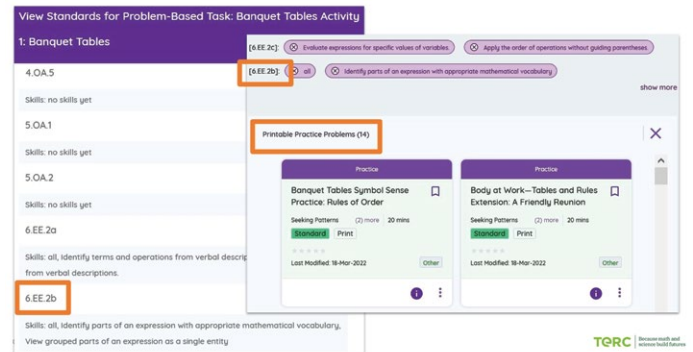 View Standards for Problem-Based Task: Banquet Tables Activity
1: Banquet Tables
4.OA.5
Skills: no skills yet
5.OA.1
Skills: no skills yet
5.OA.2
Skills: no skills yet
6.EE.2a
Skills: all, Identify terms and operations from verbal descrip
from verbal descriptions.
6.EE.2b
Skills: all, Identify parts of an expression with appropriate mathematical vocabulary,
View grouped parts of an expression as a single entity
[6.EE.2c]: Evaluate expressions for specific values of variables. Apply the order of operations without guiding parentheses.
[6.EE.2b]: all Identify parts of an expression with appropriate mathematical vocabulary
show more
Printable Practice Problems (14)
Practice
Banquet Tables Symbol Sense
Practice: Rules of Order
Seeking Patterns (2) more 20 mins
Standard Print
Last Modified: 18-Mar-2022 Other
Practice
Body at Work—Tables and Rules
Extension: A Friendly Reunion
Seeking Patterns (2) more 20 mins
Standard Print
Last Modified: 18-Mar-2022 Other
TERC Because math and
science build futures